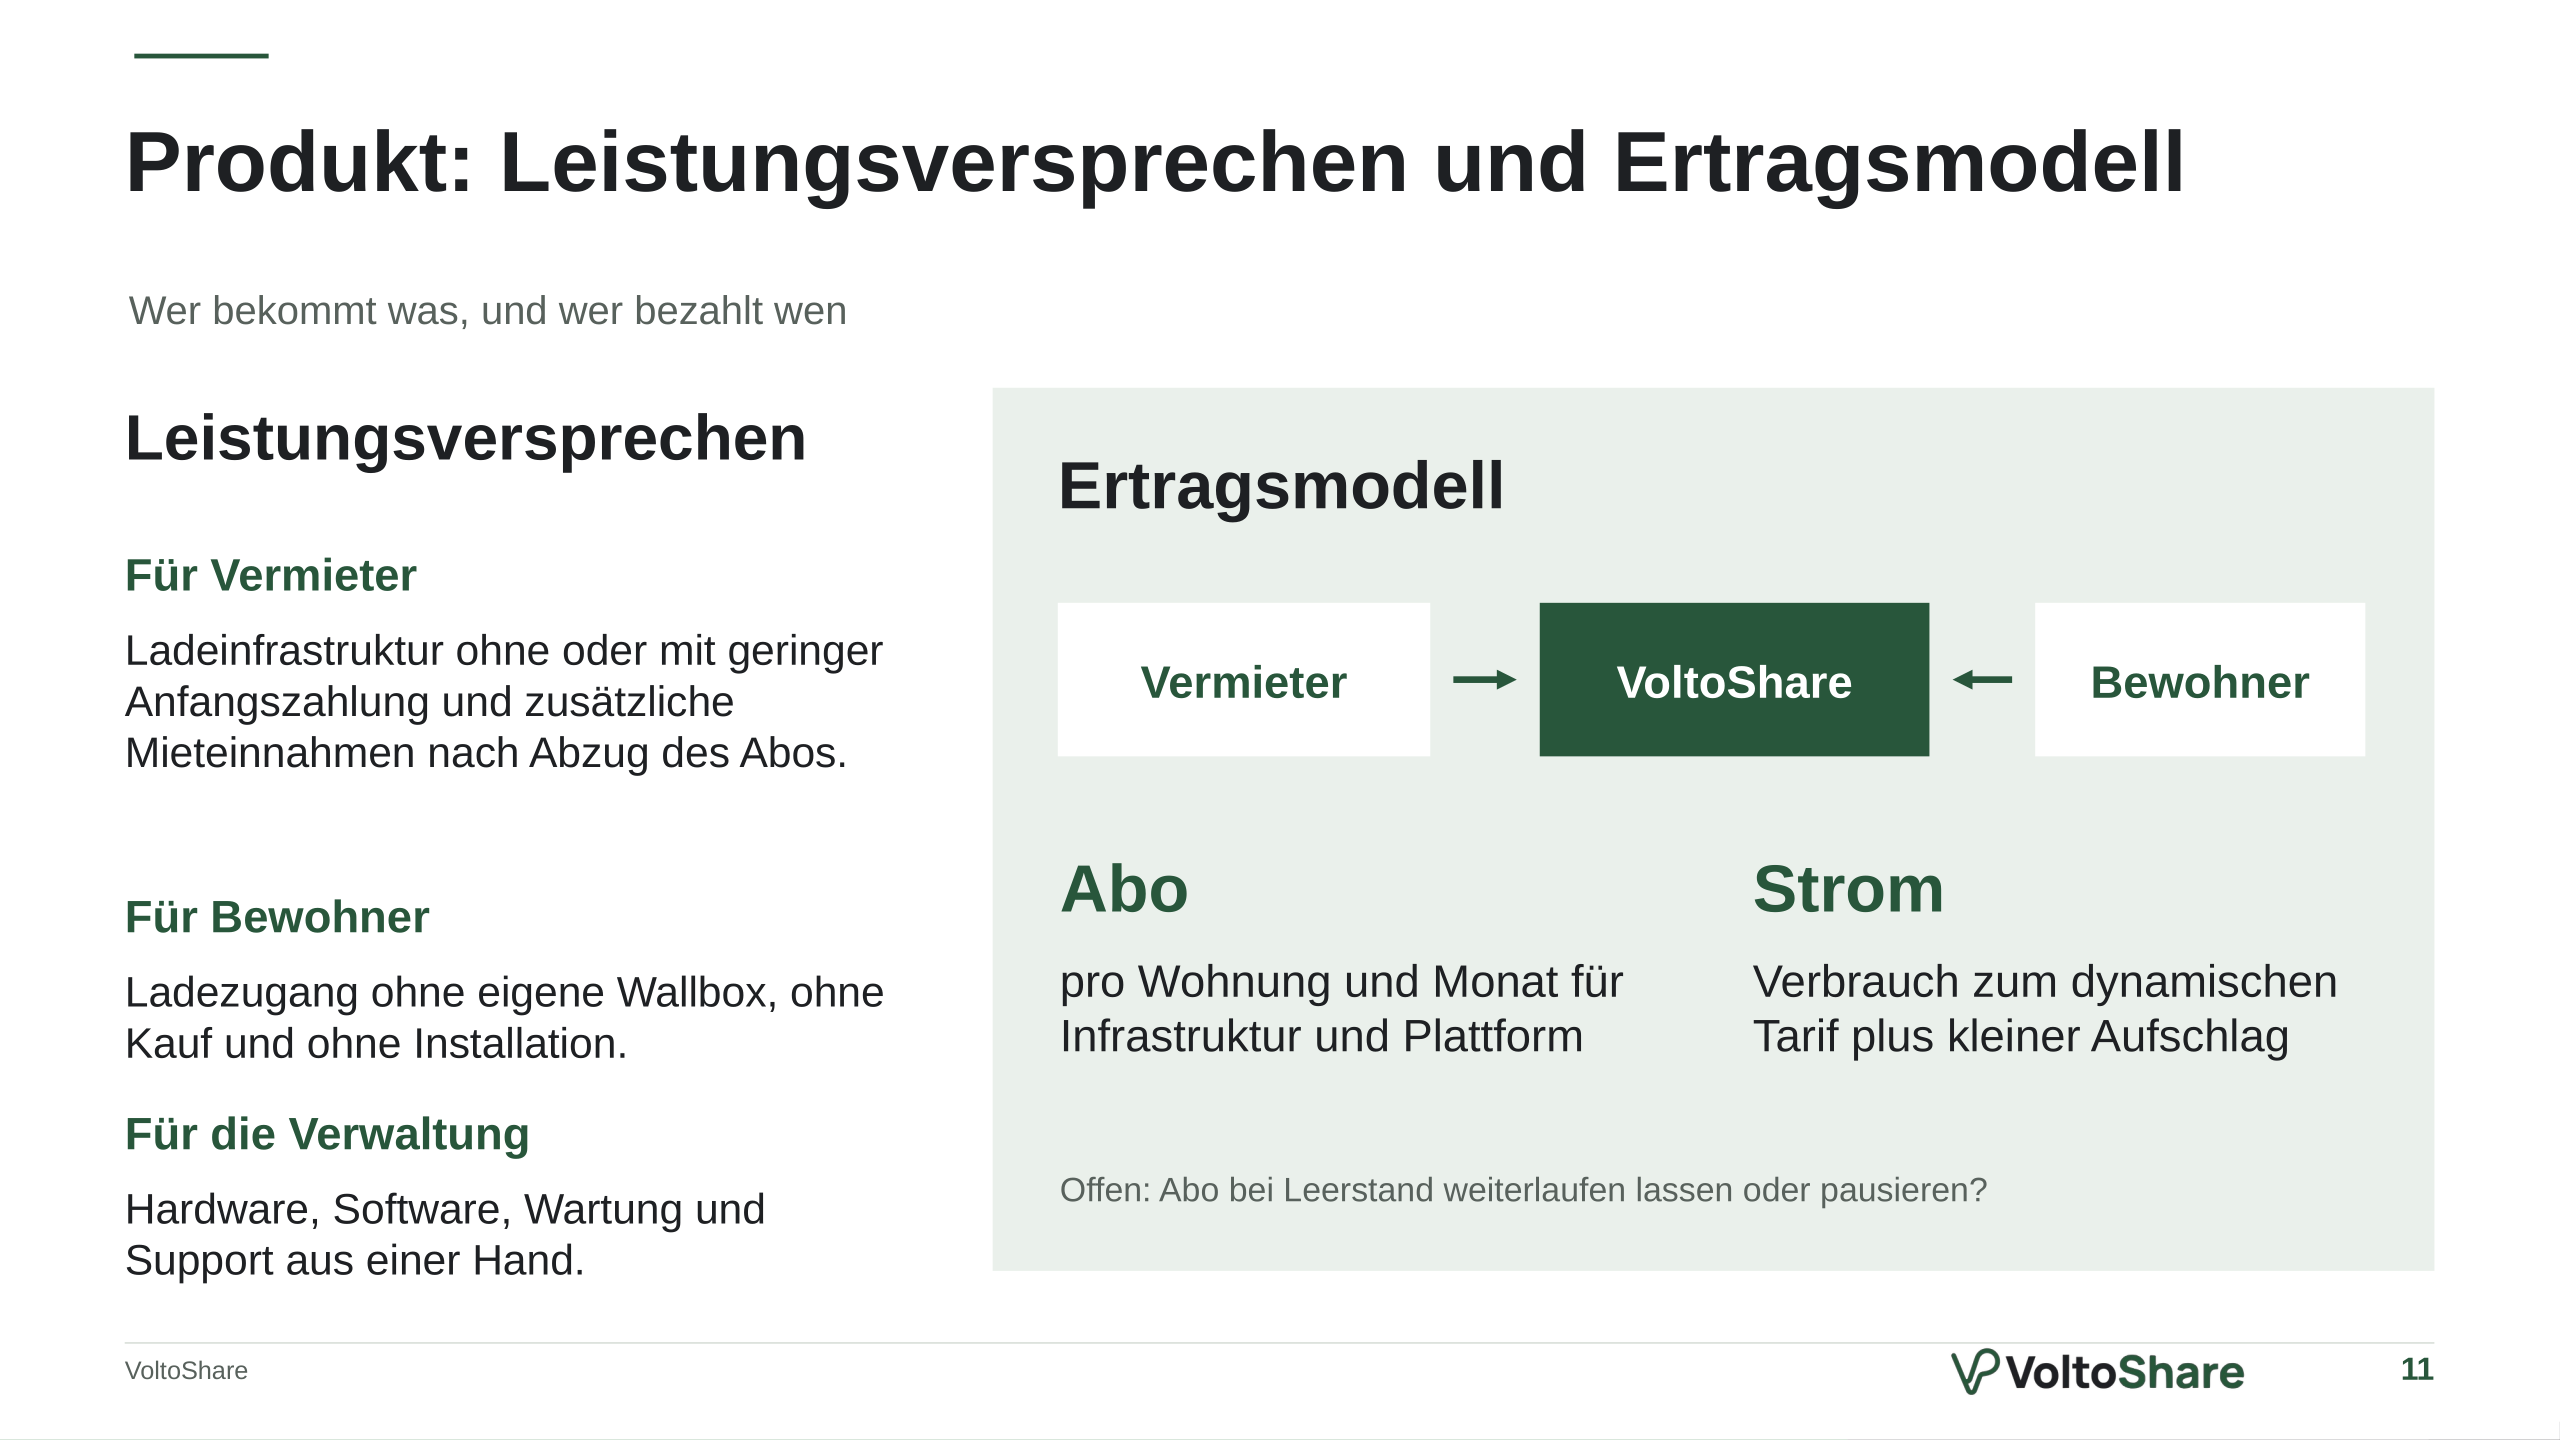 Produkt: Leistungsversprechen und Ertragsmodell
Wer bekommt was, und wer bezahlt wen
Leistungsversprechen
Für Vermieter
Ladeinfrastruktur ohne oder mit geringer
Anfangszahlung und zusätzliche
Mieteinnahmen nach Abzug des Abos.
Für Bewohner
Ladezugang ohne eigene Wallbox, ohne
Kauf und ohne Installation.
Für die Verwaltung
Hardware, Software, Wartung und
Support aus einer Hand.
Ertragsmodell
Vermieter
VoltoShare
Bewohner
Abo
pro Wohnung und Monat für
Infrastruktur und Plattform
Strom
Verbrauch zum dynamischen
Tarif plus kleiner Aufschlag
Offen: Abo bei Leerstand weiterlaufen lassen oder pausieren?
VoltoShare
VoltoShare
11